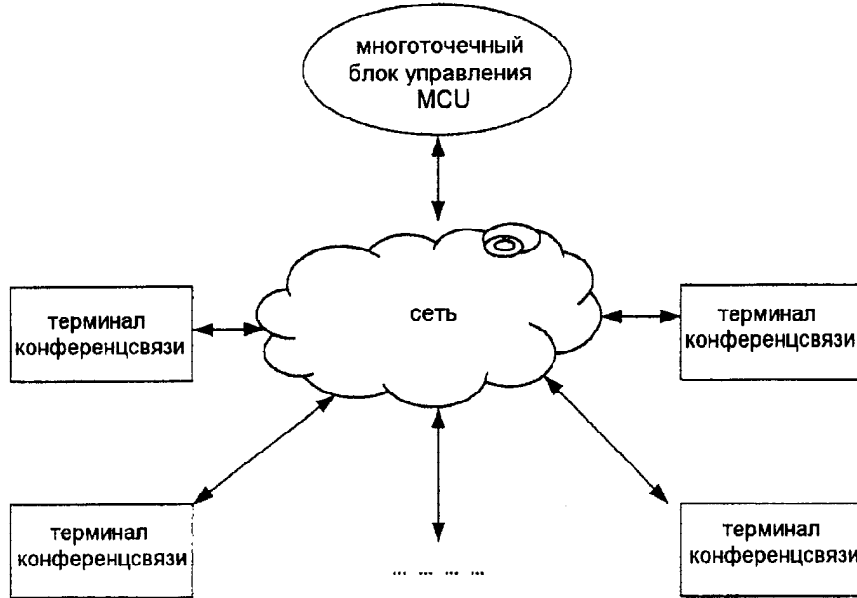 многоточечный
блок управления
MCU
сеть
терминал
конференцсвязи
терминал
конференцсвязи
терминал
конференцсвязи
терминал
конференцсвязи
... ... ... ...